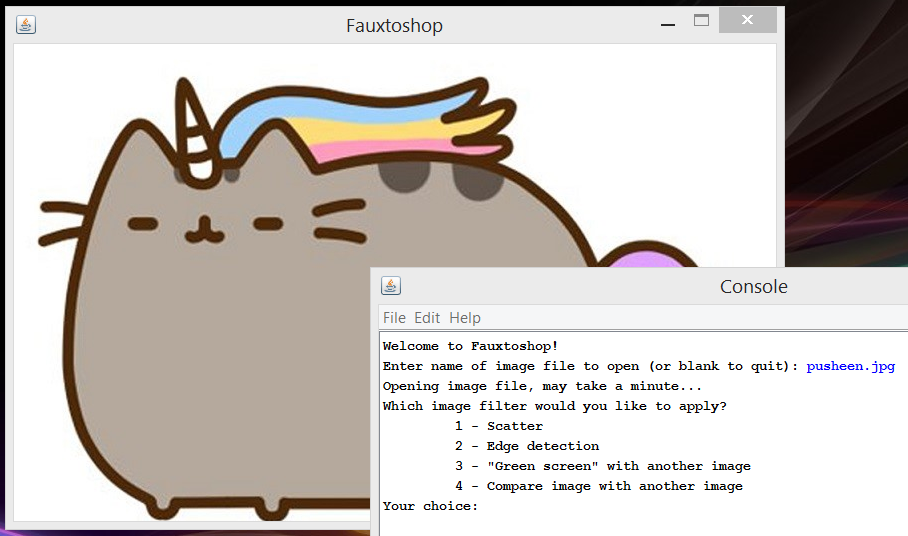 Fauxtoshop
Console
File Edit Help
Welcome to Fauxtoshop!
Enter name of image file to open (or blank to quit): pusheen.jpg
Opening image file, may take a minute...
Which image filter would you like to apply?
1 - Scatter
2 - Edge detection
3 - "Green screen" with another image
4 - Compare image with another image
Your choice: